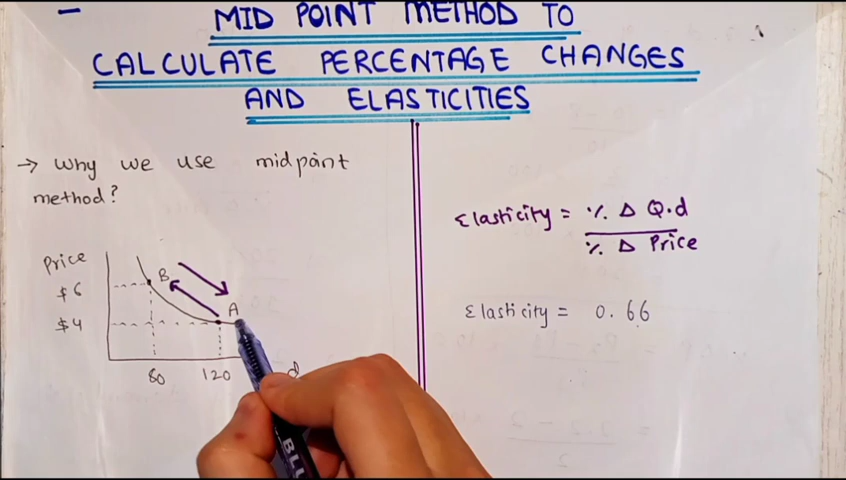 MID POINT METHOD TO
CALCULATE PERCENTAGE CHANGES
AND ELASTICITIES
→ Why we use midpoint
method?
Price
$6
$4
B
A
80
120
d
Elasticity = % Δ Q.d
% Δ Price
Elasticity = 0.66
BLU